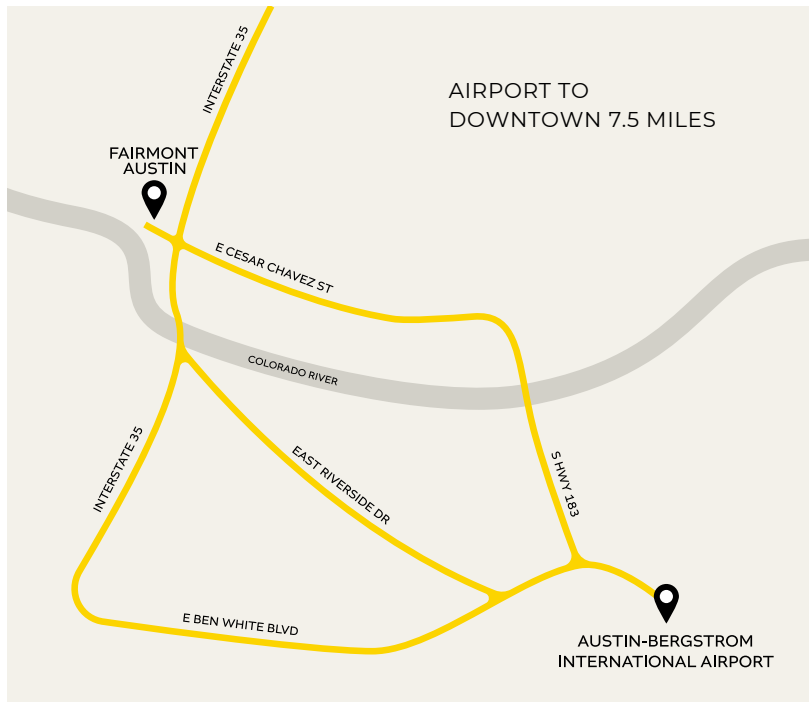 INTERSTATE 35
AIRPORT TO
DOWNTOWN 7.5 MILES
FAIRMONT
AUSTIN
E CESAR CHAVEZ ST
COLORADO RIVER
INTERSTATE 35
EAST RIVERSIDE DR
S HWY 183
E BEN WHITE BLVD
AUSTIN-BERGSTROM
INTERNATIONAL AIRPORT